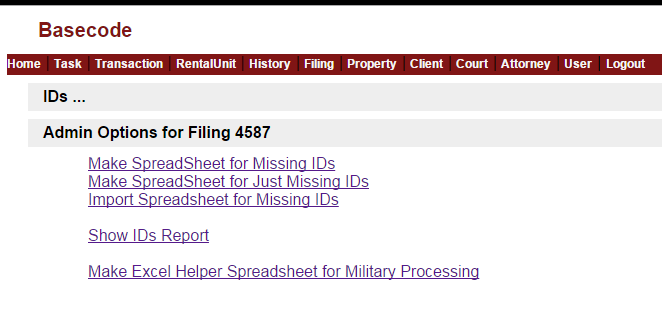 Basecode
Home Task Transaction RentalUnit History Filing Property Client Court Attorney User Logout
IDs ...
Admin Options for Filing 4587
Make SpreadSheet for Missing IDs
Make SpreadSheet for Just Missing IDs
Import Spreadsheet for Missing IDs
Show IDs Report
Make Excel Helper Spreadsheet for Military Processing